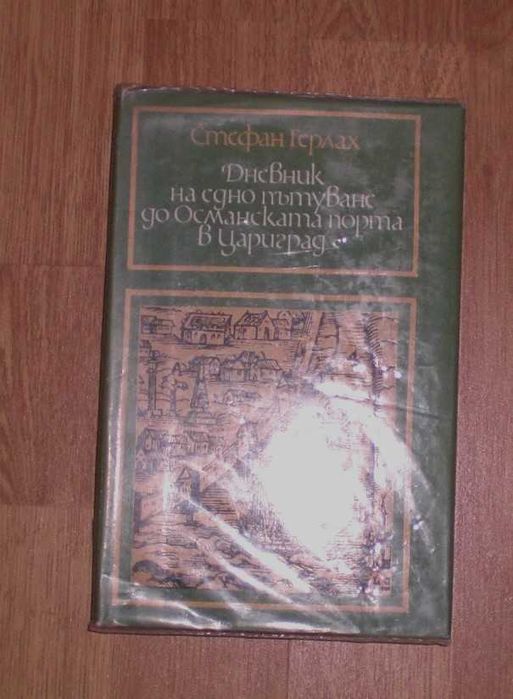 Стефан Герлах
Дневник
на едно пътуване
до Османската порта
в Цариград